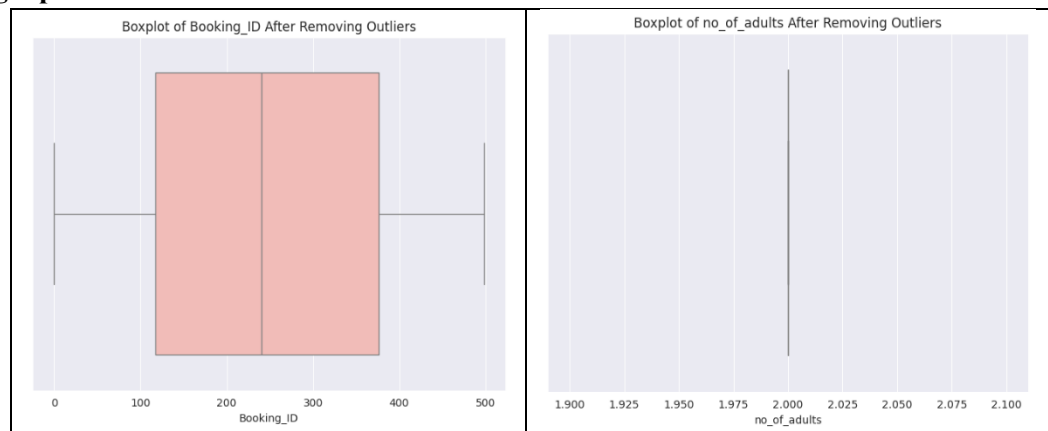 Boxplot of Booking_ID After Removing Outliers
0 100 200 300 400 500
Booking_ID
Boxplot of no_of_adults After Removing Outliers
1.900 1.925 1.950 1.975 2.000 2.025 2.050 2.075 2.100
no_of_adults